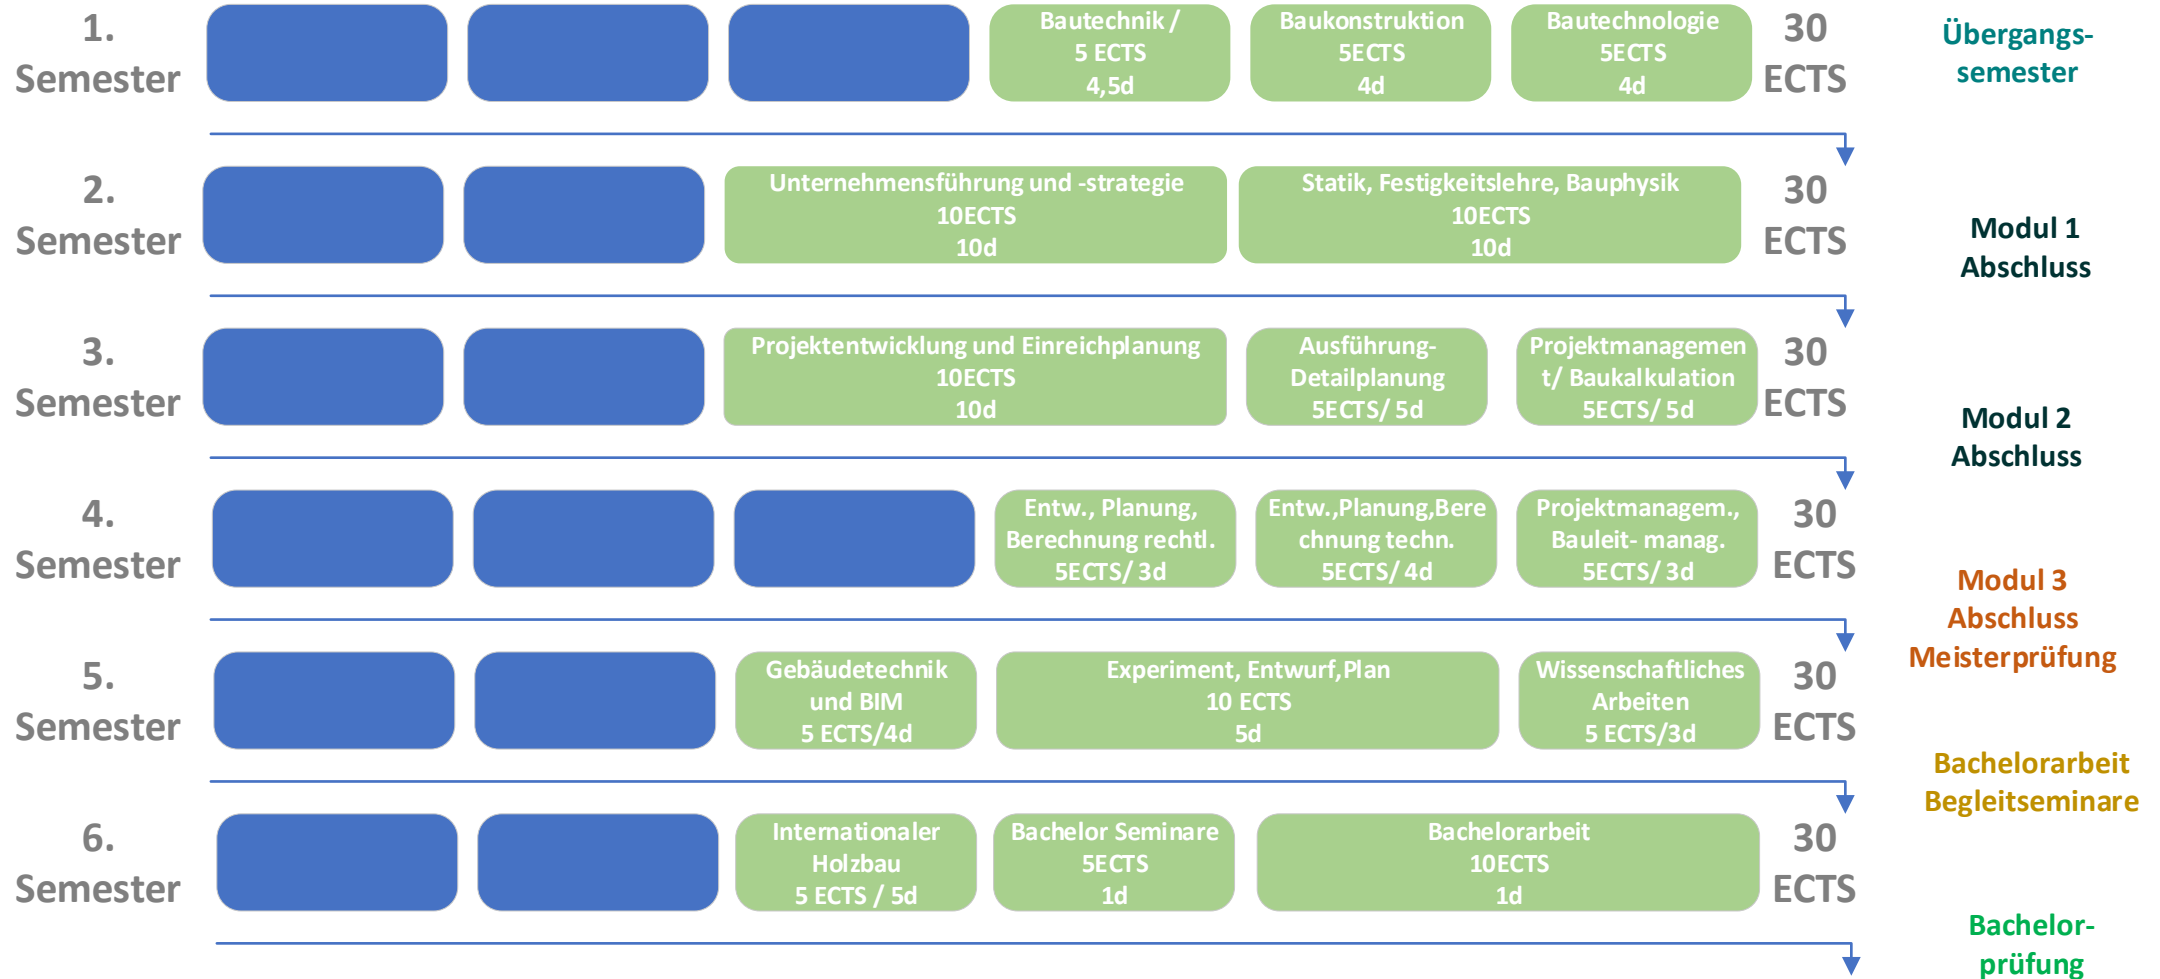 1.
Semester
Bautechnik /
5 ECTS
4,5d
Baukonstruktion
5ECTS
4d
Bautechnologie
5ECTS
4d
30
ECTS
Übergangs-
semester
2.
Semester
Unternehmensführung und -strategie
10ECTS
10d
Statik, Festigkeitslehre, Bauphysik
10ECTS
10d
30
ECTS
Modul 1
Abschluss
3.
Semester
Projektentwicklung und Einreichplanung
10ECTS
10d
Ausführung-
Detailplanung
5ECTS/ 5d
Projektmanagemen
t/ Baukalkulation
5ECTS/ 5d
30
ECTS
Modul 2
Abschluss
4.
Semester
Entw., Planung,
Berechnung rechtl.
5ECTS/ 3d
Entw.,Planung,Bere
chnung techn.
5ECTS/ 4d
Projektmanagem.,
Bauleit- manag.
5ECTS/ 3d
30
ECTS
Modul 3
Abschluss
Meisterprüfung
5.
Semester
Gebäudetechnik
und BIM
5 ECTS/4d
Experiment, Entwurf,Plan
10 ECTS
5d
Wissenschaftliches
Arbeiten
5 ECTS/3d
30
ECTS
Bachelorarbeit
Begleitseminare
6.
Semester
Internationaler
Holzbau
5 ECTS / 5d
Bachelor Seminare
5ECTS
1d
Bachelorarbeit
10ECTS
1d
30
ECTS
Bachelor-
prüfung